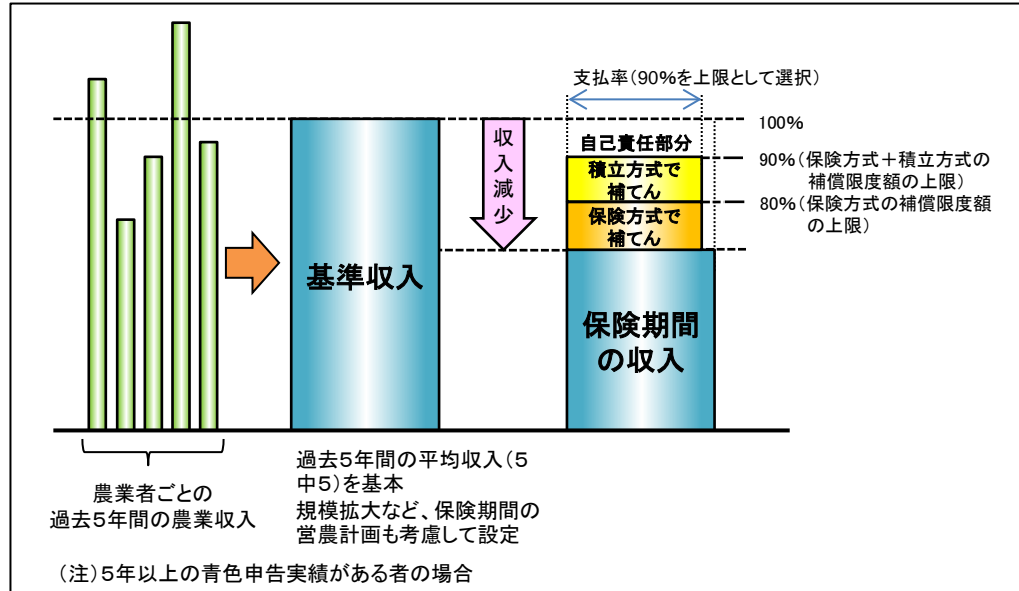 支払率（90%を上限として選択）
100%
自己責任部分
90%（保険方式＋積立方式の
補償限度額の上限）
積立方式で
補てん
80%（保険方式の補償限度額
の上限）
保険方式で
補てん
収入減少
基準収入
保険期間
の収入
農業者ごとの
過去５年間の農業収入
過去５年間の平均収入（５
中５）を基本
規模拡大など、保険期間の
営農計画も考慮して設定
（注）５年以上の青色申告実績がある者の場合